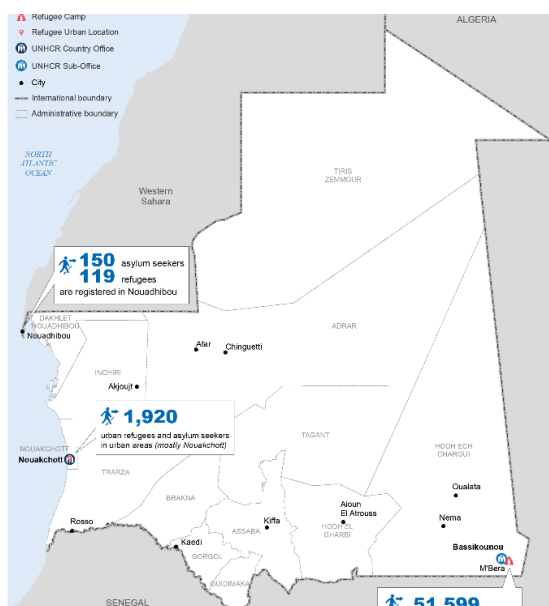 Refugee Camp
Refugee Urban Location
UNHCR Country Office
UNHCR Sub-Office
City
International boundary
Administrative boundary
ALGERIA
NORTH
ATLANTIC
OCEAN
Western
Sahara
TIRIS
ZEMMOUR
150 asylum seekers
119 refugees
are registered in Nouadhibou
DAKHLET
NOUADHIBOU
Nouadhibou
ADRAR
Atar
Chinguetti
INCHIRI
Akjoujt
1,920
urban refugees and asylum seekers
in urban areas (mostly Nouakchott)
NOUAKCHOTT
Nouakchott
TAGANT
HODH ECH
CHARGUI
TRARZA
BRAKNA
Oualata
Aioun
El Atrouss
Nema
Rosso
ASSABA
Kiffa
HODH EL
GHARBI
Kaedi
GORGOL
Bassikounou
M'Bera
GUIDIMAKA
SENEGAL
51,599